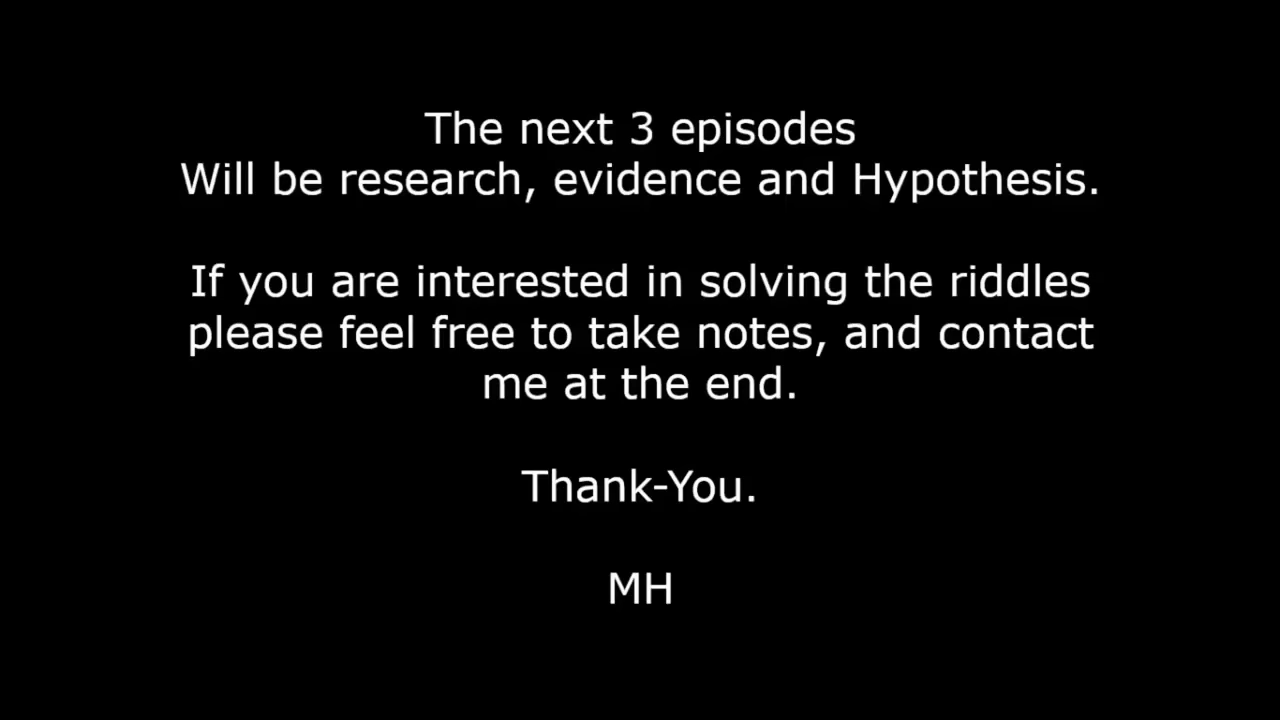 The next 3 episodes
Will be research, evidence and Hypothesis.
If you are interested in solving the riddles
please feel free to take notes, and contact
me at the end.
Thank-You.
MH